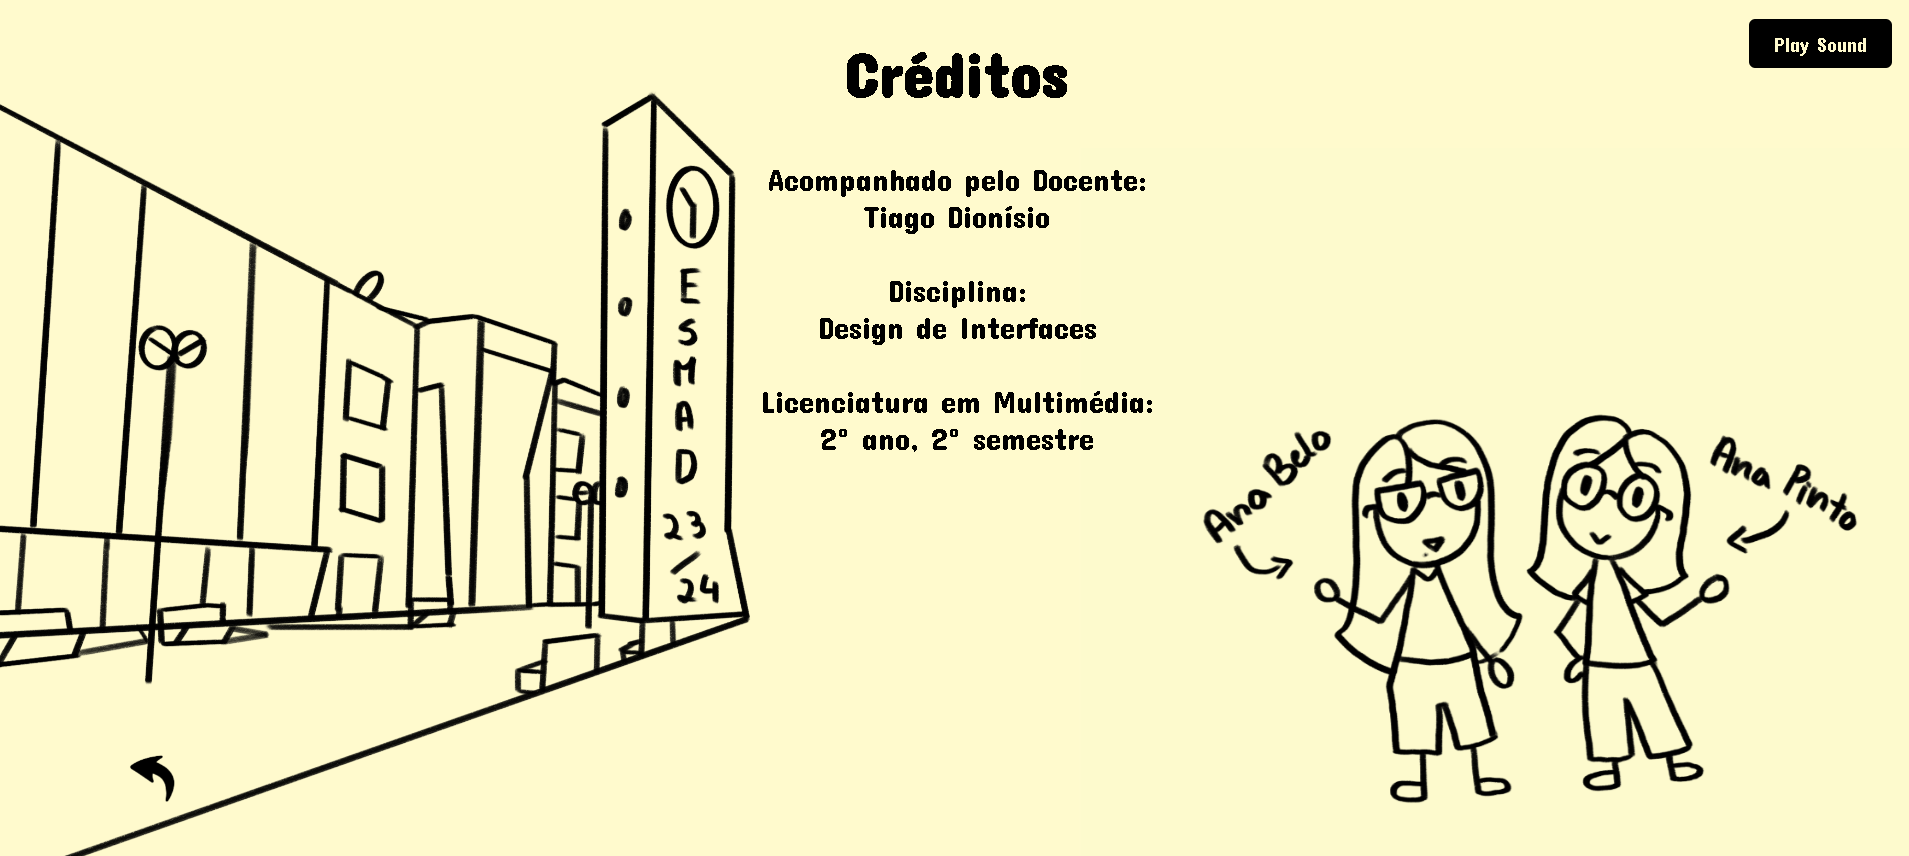 Play Sound
Créditos
Acompanhado pelo Docente:
Tiago Dionísio
Disciplina:
Design de Interfaces
Licenciatura em Multimédia:
2º ano, 2º semestre
E
S
M
A
D
23
/
24
Ana Belo
Ana Pinto